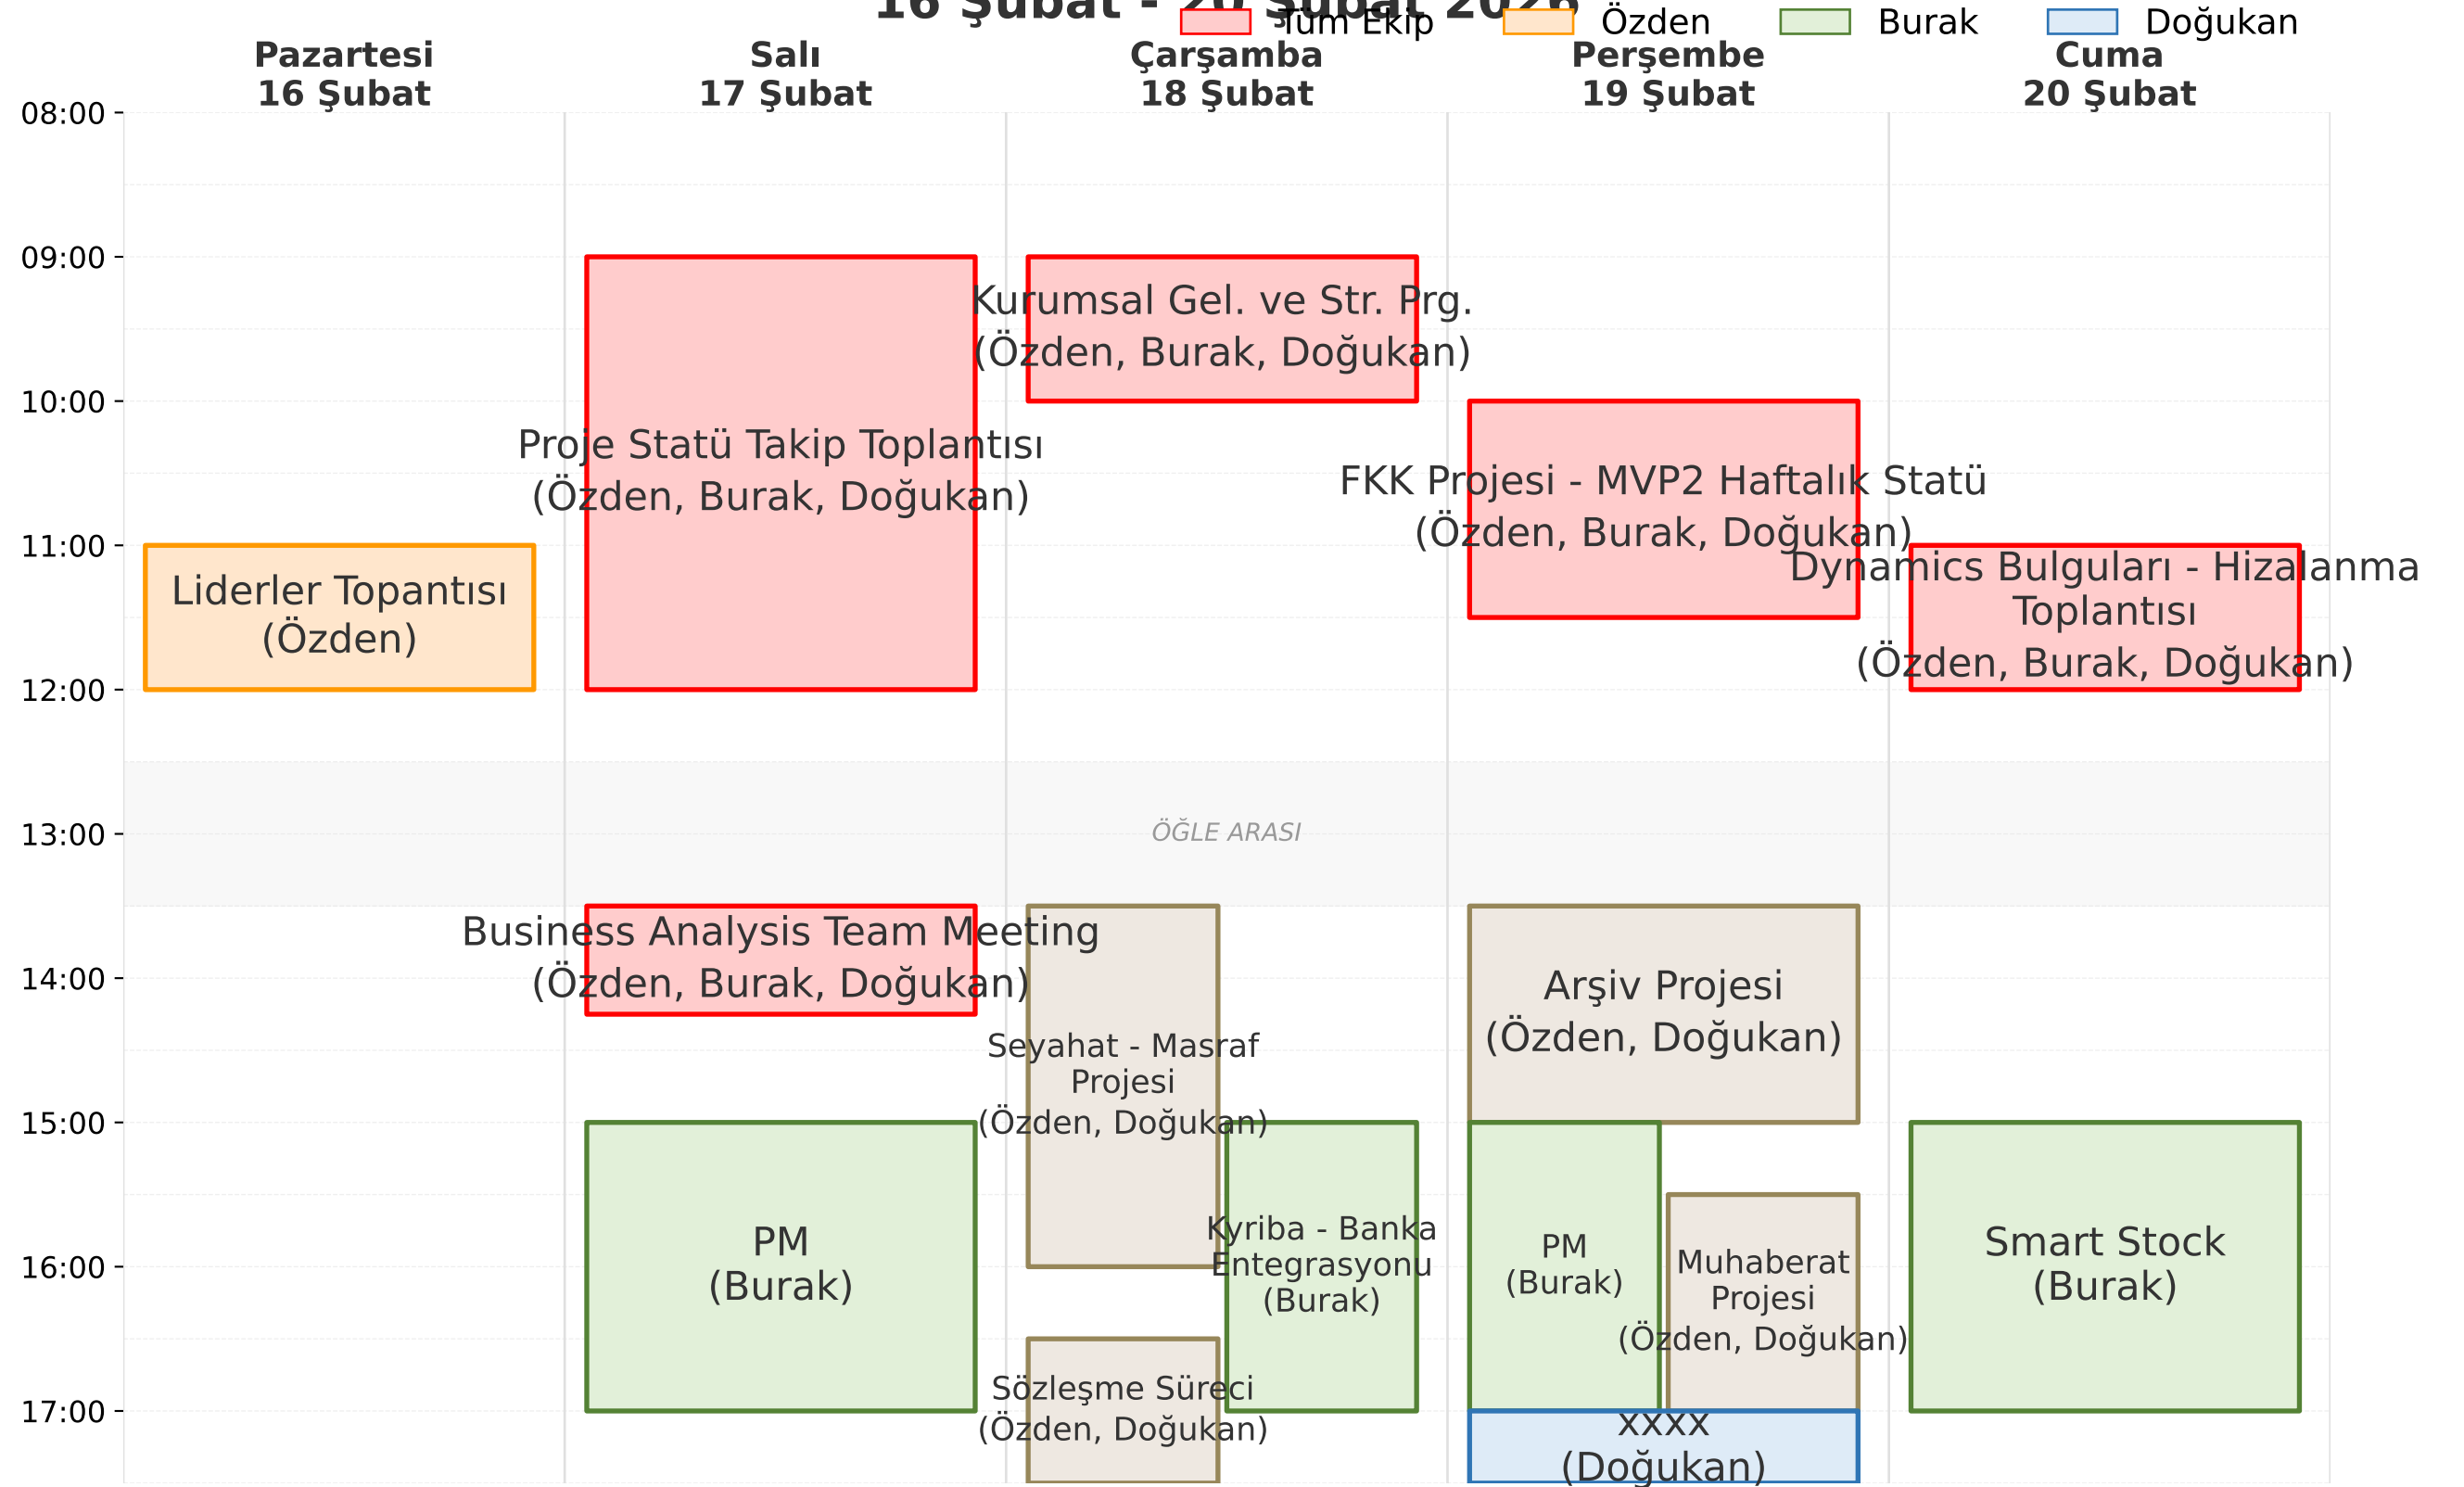 16 Şubat - 20 Şubat 2026
Tüm Ekip
Özden
Burak
Doğukan
Pazartesi
16 Şubat
Salı
17 Şubat
Çarşamba
18 Şubat
Perşembe
19 Şubat
Cuma
20 Şubat
08:00
09:00
10:00
11:00
12:00
13:00
14:00
15:00
16:00
17:00
Liderler Topantısı
(Özden)
Proje Statü Takip Toplantısı
(Özden, Burak, Doğukan)
Kurumsal Gel. ve Str. Prg.
(Özden, Burak, Doğukan)
FKK Projesi - MVP2 Haftalık Statü
(Özden, Burak, Doğukan)
Dynamics Bulguları - Hizalanma
Toplantısı
(Özden, Burak, Doğukan)
ÖĞLE ARASI
Business Analysis Team Meeting
(Özden, Burak, Doğukan)
PM
(Burak)
Seyahat - Masraf
Projesi
(Özden, Doğukan)
Kyriba - Banka
Entegrasyonu
(Burak)
Sözleşme Süreci
(Özden, Doğukan)
Arşiv Projesi
(Özden, Doğukan)
PM
(Burak)
Muhaberat
Projesi
(Özden, Doğukan)
xxxx
(Doğukan)
Smart Stock
(Burak)